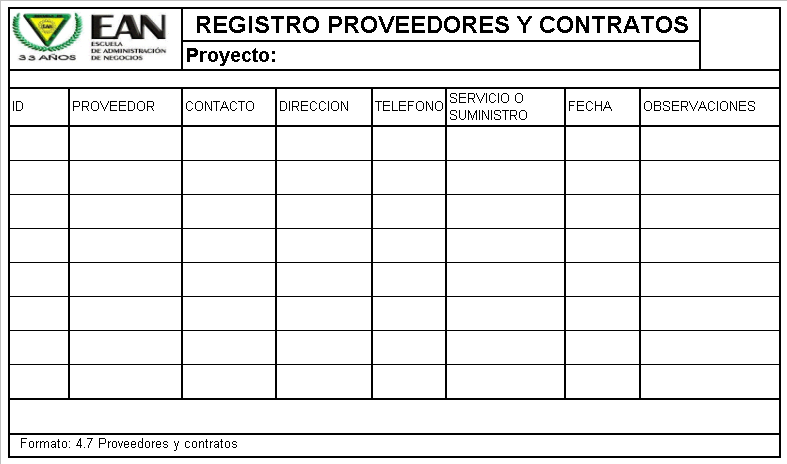 EAN
ESCUELA
DE ADMINISTRACIÓN
DE NEGOCIOS
33 AÑOS
REGISTRO PROVEEDORES Y CONTRATOS
Proyecto:
ID PROVEEDOR CONTACTO DIRECCION TELEFONO SERVICIO O SUMINISTRO FECHA OBSERVACIONES
Formato: 4.7 Proveedores y contratos